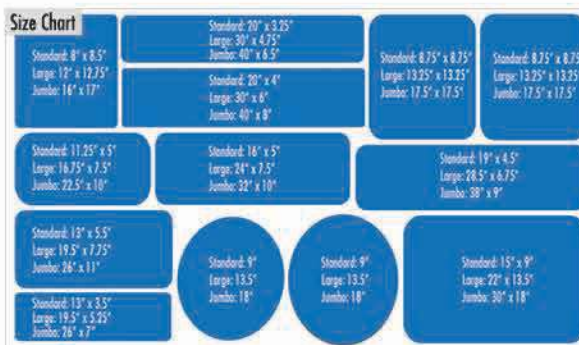 Size Chart
Standard: 8" x 8.5"
Large: 12" x 12.75"
Jumbo: 16" x 17"
Standard: 20" x 3.25"
Large: 30" x 4.75"
Jumbo: 40" x 6.5"
Standard: 20" x 4"
Large: 30" x 6"
Jumbo: 40" x 8"
Standard: 8.75" x 8.75"
Large: 13.25" x 13.25"
Jumbo: 17.5" x 17.5"
Standard: 8.75" x 8.75"
Large: 13.25" x 13.25"
Jumbo: 17.5" x 17.5"
Standard: 11.25" x 5"
Large: 16.75" x 7.5"
Jumbo: 22.5" x 10"
Standard: 16" x 5"
Large: 24" x 7.5"
Jumbo: 32" x 10"
Standard: 19" x 4.5"
Large: 28.5" x 6.75"
Jumbo: 38" x 9"
Standard: 13" x 5.5"
Large: 19.5" x 7.75"
Jumbo: 26" x 11"
Standard: 13" x 3.5"
Large: 19.5" x 5.25"
Jumbo: 26" x 7"
Standard: 9"
Large: 13.5"
Jumbo: 18"
Standard: 9"
Large: 13.5"
Jumbo: 18"
Standard: 15" x 9"
Large: 22" x 13.5"
Jumbo: 30" x 18"